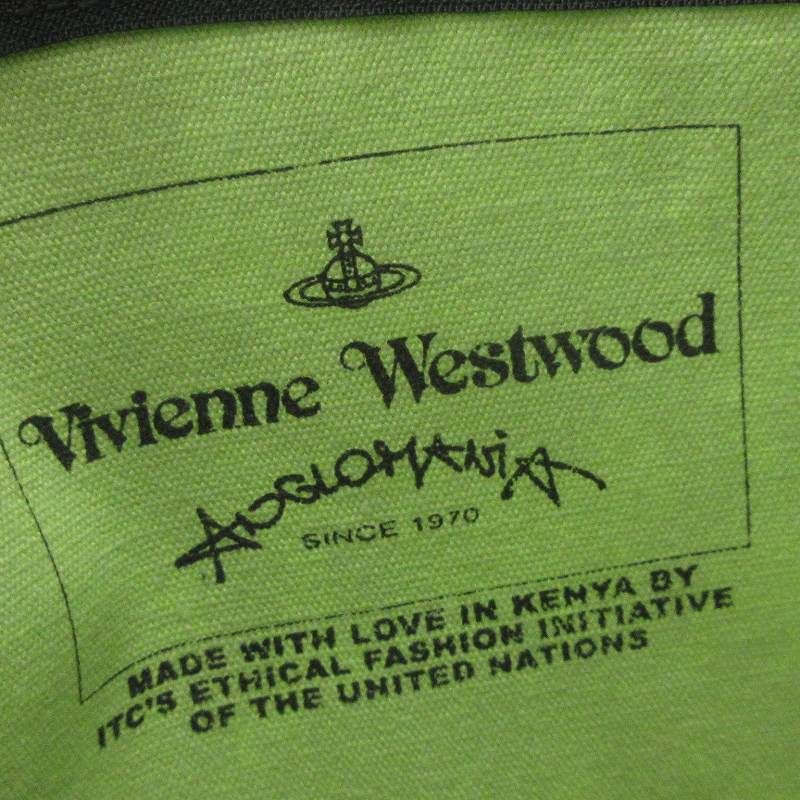 Vivienne Westwood
ANGLOMANIA
SINCE 1970
MADE WITH LOVE IN KENYA BY
ITC'S ETHICAL FASHION INITIATIVE
OF THE UNITED NATIONS